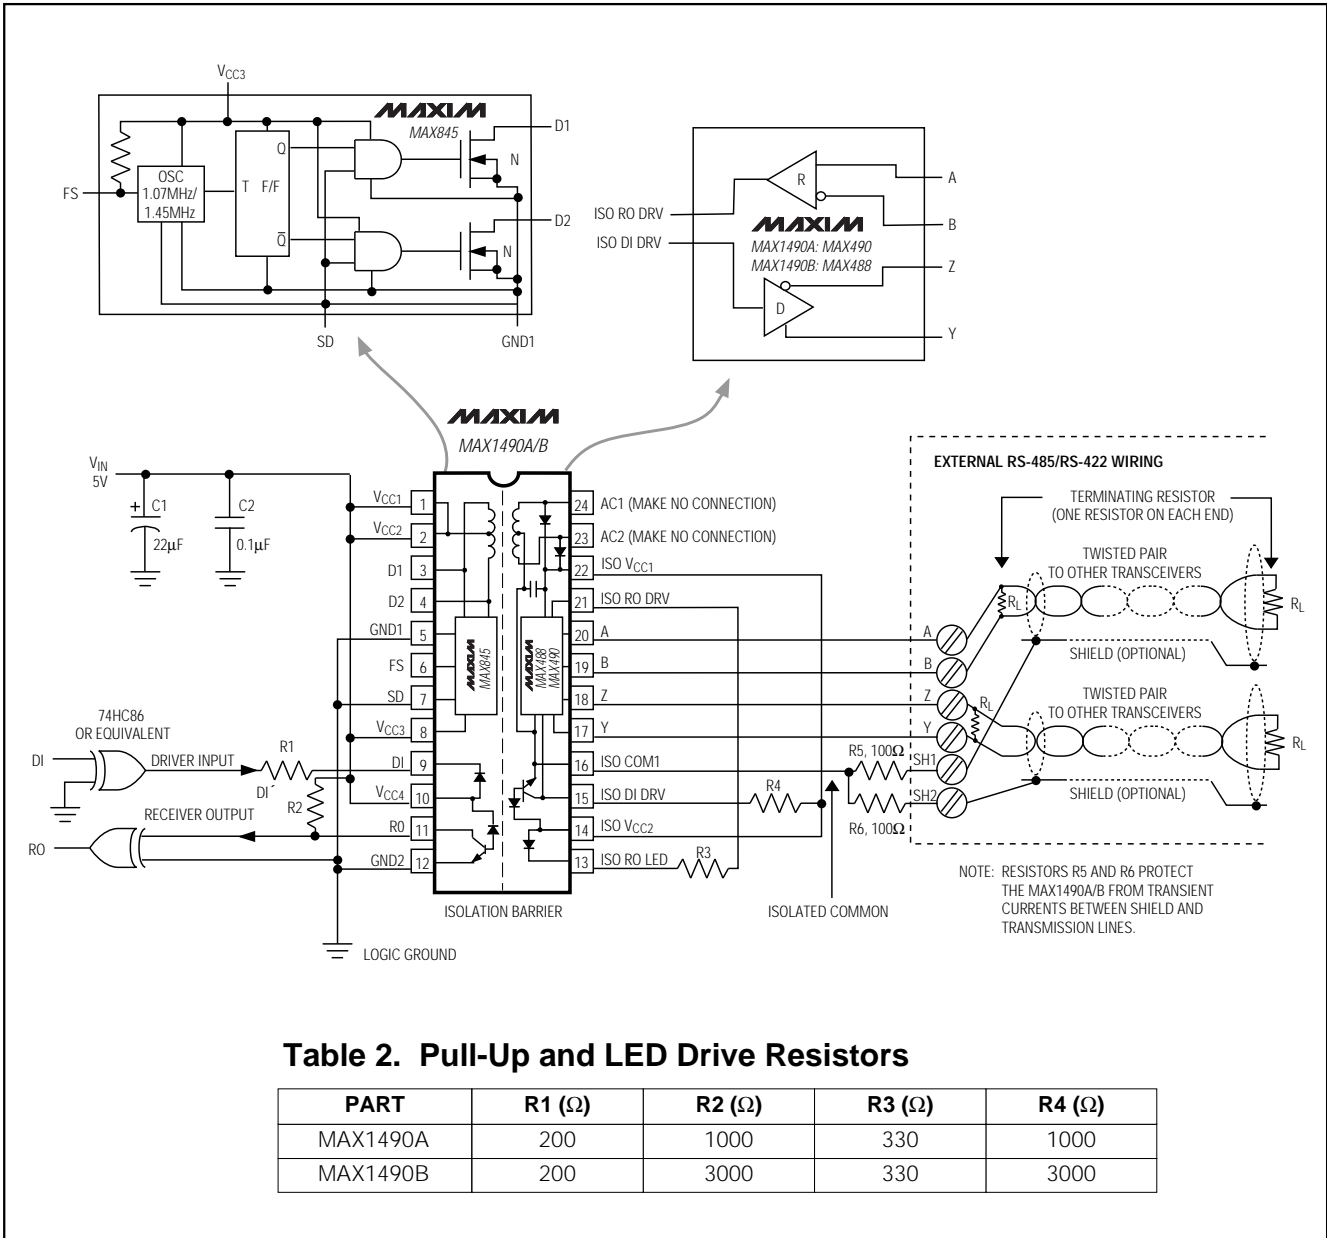 VCC3
MAXIM
MAX845
D1
Q
N
OSC
1.07MHz/
1.45MHz
FS
T F/F
D2
Q̅
N
SD
GND1
A
R
ISO RO DRV
B
MAXIM
ISO DI DRV
MAX1490A: MAX490
MAX1490B: MAX488
Z
D
Y
MAXIM
MAX1490A/B
VIN
5V
+ C1
22µF
C2
0.1µF
VCC1
1
VCC2
2
D1
3
D2
4
GND1
5
FS
6
SD
7
VCC3
8
DI
9
VCC4
10
R0
11
GND2
12
MAXIM
MAX845
MAXIM
MAX488
MAX490
24
AC1 (MAKE NO CONNECTION)
23
AC2 (MAKE NO CONNECTION)
22
ISO VCC1
21
ISO RO DRV
20
A
19
B
18
Z
17
Y
16
ISO COM1
15
ISO DI DRV
14
ISO VCC2
13
ISO RO LED
74HC86
OR EQUIVALENT
DI
DRIVER INPUT
R1
DI´
R2
RECEIVER OUTPUT
RO
LOGIC GROUND
ISOLATION BARRIER
R4
R3
ISOLATED COMMON
R5, 100Ω
R6, 100Ω
EXTERNAL RS-485/RS-422 WIRING
TERMINATING RESISTOR
(ONE RESISTOR ON EACH END)
TWISTED PAIR
TO OTHER TRANSCEIVERS
RL
RL
A
SHIELD (OPTIONAL)
B
Z
RL
TWISTED PAIR
TO OTHER TRANSCEIVERS
Y
RL
SH1
SHIELD (OPTIONAL)
SH2
NOTE: RESISTORS R5 AND R6 PROTECT
THE MAX1490A/B FROM TRANSIENT
CURRENTS BETWEEN SHIELD AND
TRANSMISSION LINES.
Table 2. Pull-Up and LED Drive Resistors
PART R1 (Ω) R2 (Ω) R3 (Ω) R4 (Ω)
MAX1490A 200 1000 330 1000
MAX1490B 200 3000 330 3000